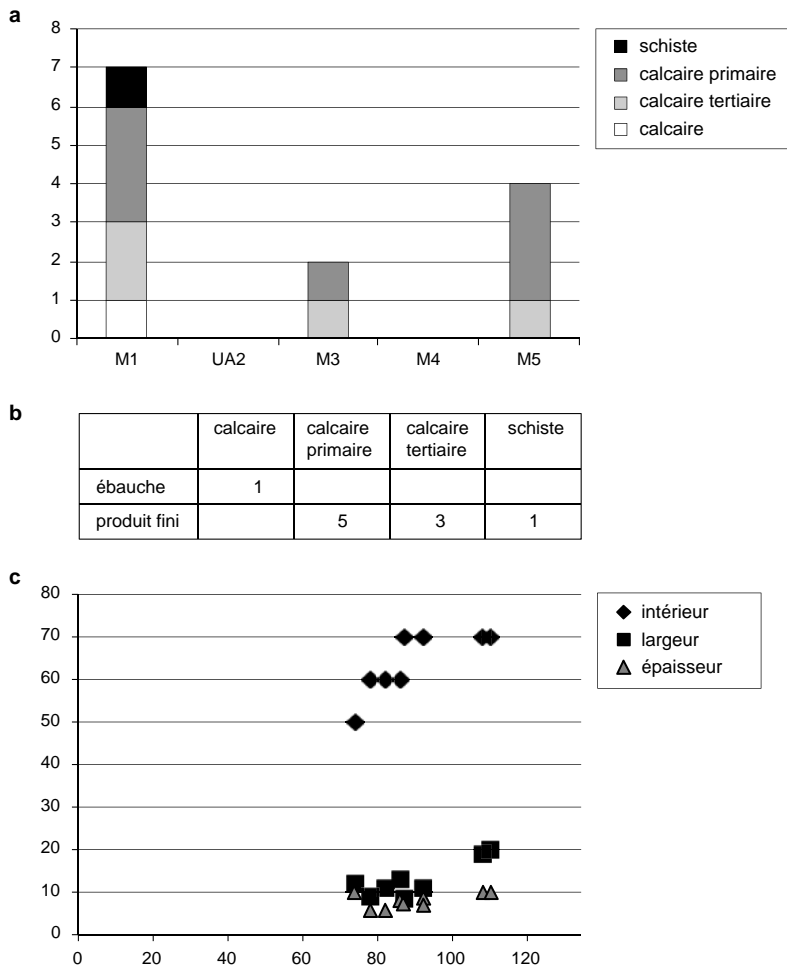 a
8
7
6
5
4
3
2
1
0
M1 UA2 M3 M4 M5
schiste
calcaire primaire
calcaire tertiaire
calcaire
b
calcaire calcaire primaire calcaire tertiaire schiste
ébauche 1
produit fini 5 3 1
c
80
70
60
50
40
30
20
10
0
0 20 40 60 80 100 120
intérieur
largeur
épaisseur